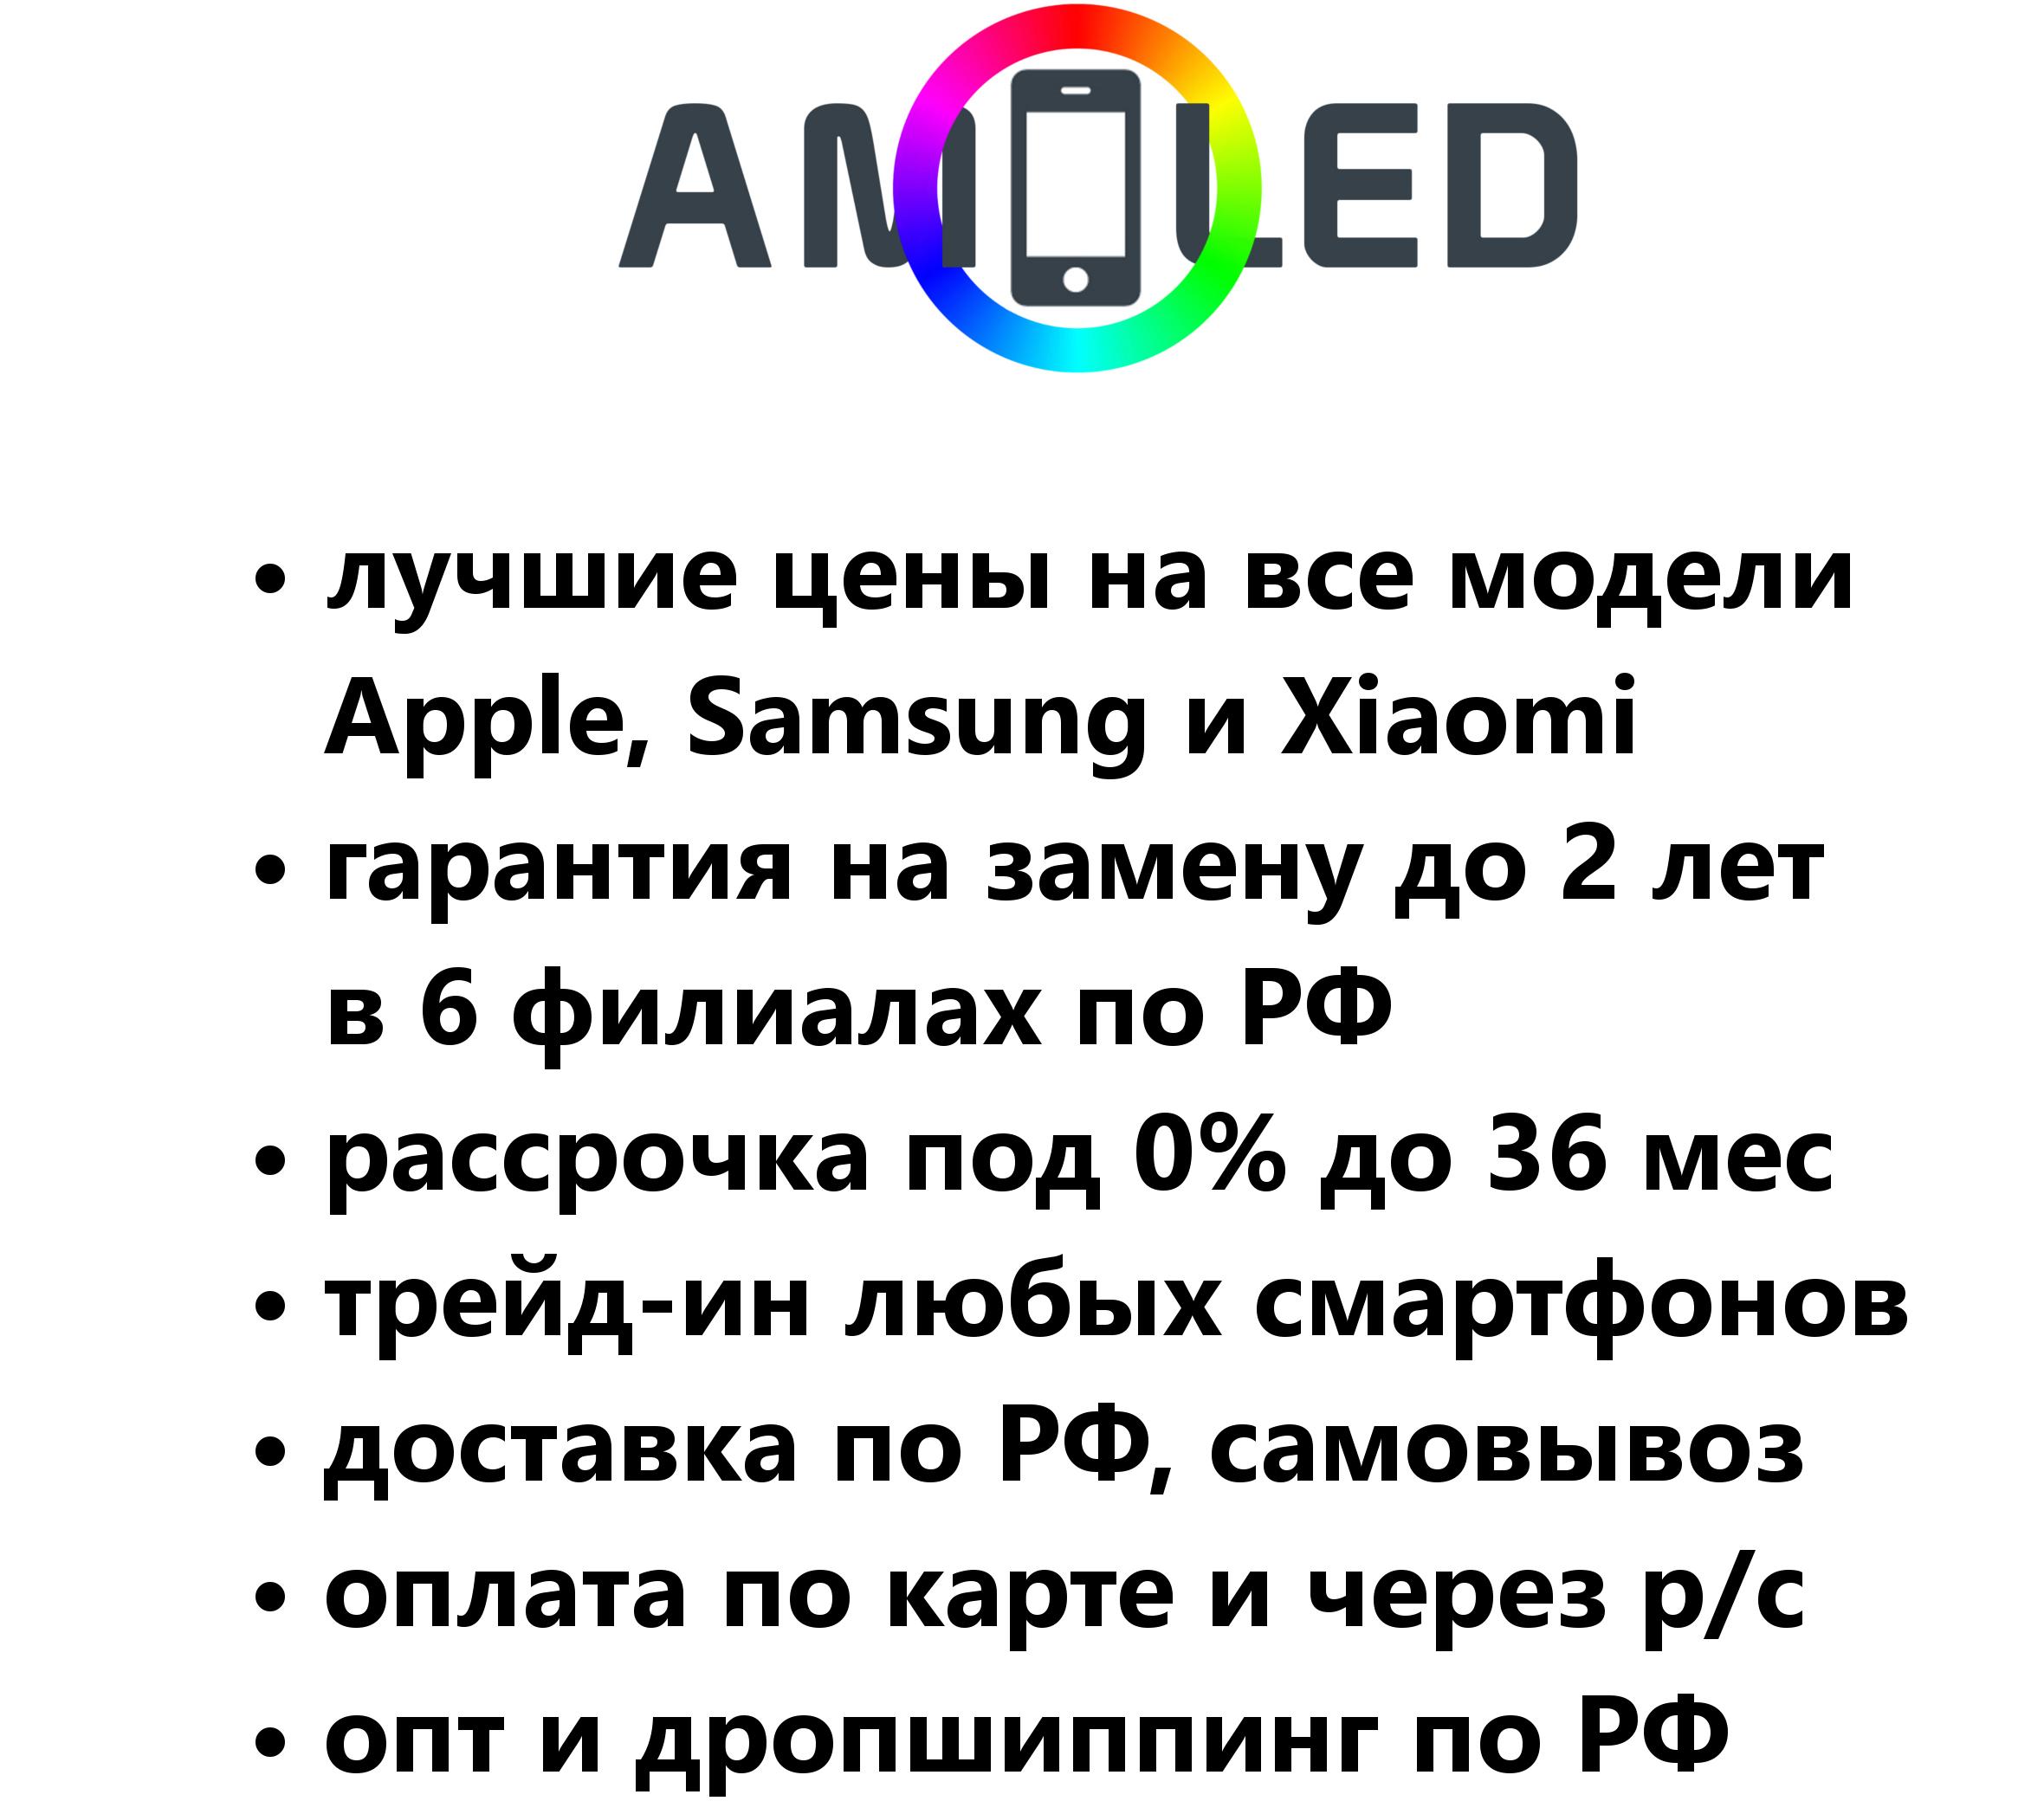 AMOLED
• лучшие цены на все модели
Apple, Samsung и Xiaomi
• гарантия на замену до 2 лет
в 6 филиалах по РФ
• рассрочка под 0% до 36 мес
• трейд-ин любых смартфонов
• доставка по РФ, самовывоз
• оплата по карте и через р/с
• опт и дропшиппинг по РФ